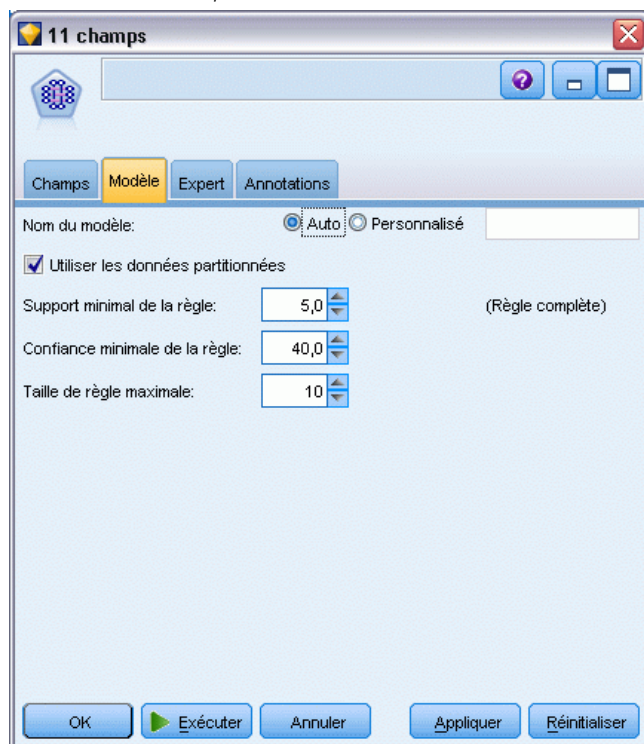 11 champs
Champs Modèle Expert Annotations
Nom du modèle: Auto Personnalisé
Utiliser les données partitionnées
Support minimal de la règle: 5,0 (Règle complète)
Confiance minimale de la règle: 40,0
Taille de règle maximale: 10
OK Exécuter Annuler Appliquer Réinitialiser